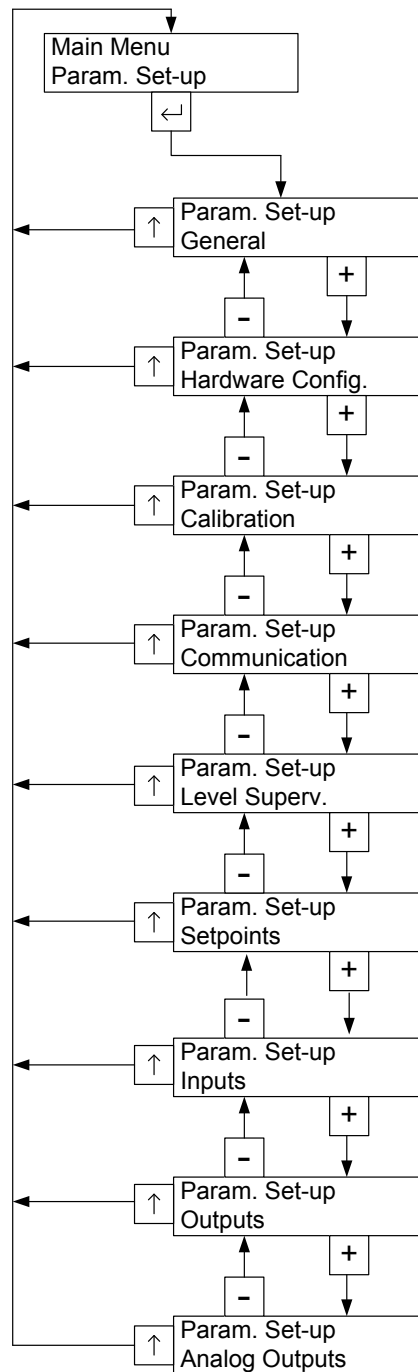 Main Menu
Param. Set-up
↵
Param. Set-up
↑
General
+
-
Param. Set-up
↑
Hardware Config.
+
-
Param. Set-up
↑
Calibration
+
-
Param. Set-up
↑
Communication
+
-
Param. Set-up
↑
Level Superv.
+
-
Param. Set-up
↑
Setpoints
+
-
Param. Set-up
↑
Inputs
+
-
Param. Set-up
↑
Outputs
+
-
Param. Set-up
↑
Analog Outputs